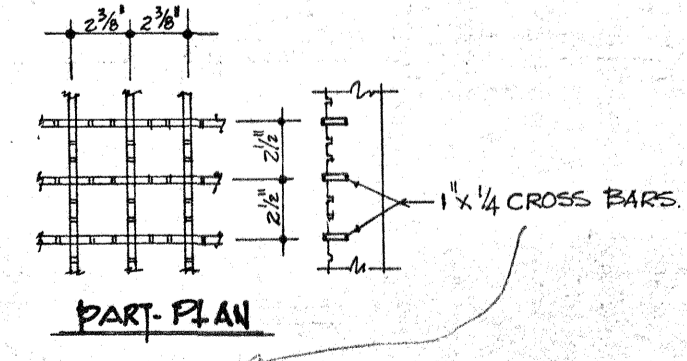 2 3/8" 2 3/8"
2 1/2"
2 1/2"
1" x 1/4 CROSS BARS.
PART-PLAN